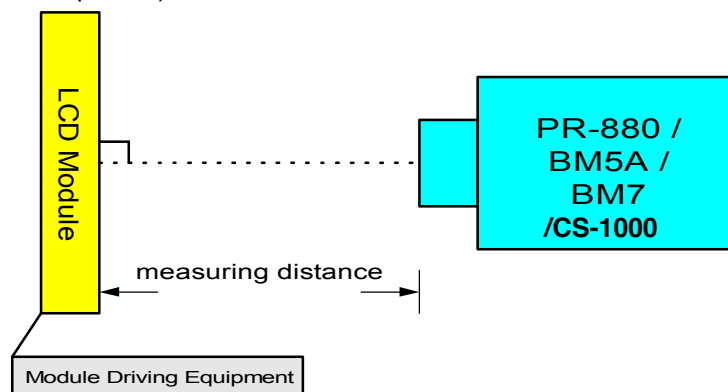 LCD Module
PR-880 /
BM5A /
BM7
/CS-1000
measuring distance
Module Driving Equipment